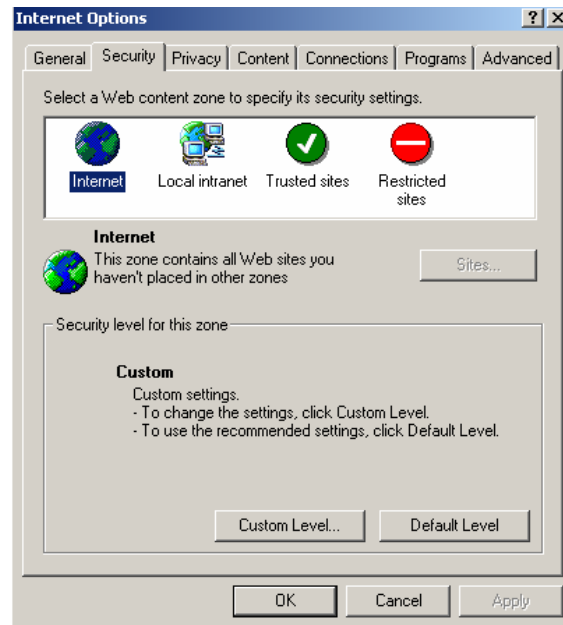 Internet Options
General Security Privacy Content Connections Programs Advanced
Select a Web content zone to specify its security settings.
Internet Local intranet Trusted sites Restricted
sites
Internet
This zone contains all Web sites you
haven't placed in other zones
Sites...
Security level for this zone
Custom
Custom settings.
- To change the settings, click Custom Level.
- To use the recommended settings, click Default Level.
Custom Level... Default Level
OK Cancel Apply